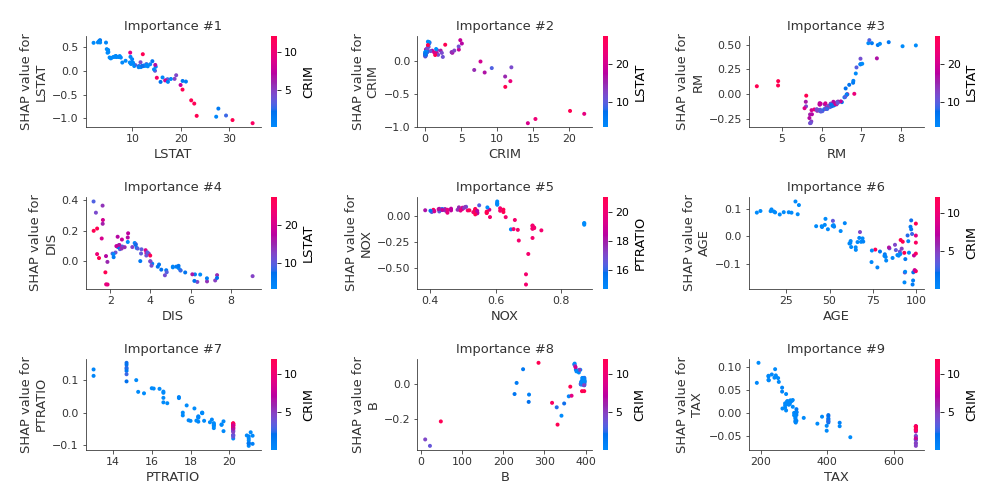 Importance #1
Importance #2
Importance #3
SHAP value for
LSTAT
0.5
0.0
−0.5
−1.0
10
20
30
LSTAT
10
5
CRIM
SHAP value for
CRIM
0.0
−0.5
−1.0
0
5
10
15
20
CRIM
20
10
LSTAT
SHAP value for
RM
0.50
0.25
0.00
−0.25
5
6
7
8
RM
20
10
LSTAT
Importance #4
Importance #5
Importance #6
SHAP value for
DIS
0.4
0.2
0.0
2
4
6
8
DIS
20
10
LSTAT
SHAP value for
NOX
0.00
−0.25
−0.50
0.4
0.6
0.8
NOX
20
18
16
PTRATIO
SHAP value for
AGE
0.1
0.0
−0.1
25
50
75
100
AGE
10
5
CRIM
Importance #7
Importance #8
Importance #9
SHAP value for
PTRATIO
0.1
0.0
−0.1
14
16
18
20
PTRATIO
10
5
CRIM
SHAP value for
B
0.0
−0.2
0
100
200
300
400
B
10
5
CRIM
SHAP value for
TAX
0.10
0.05
0.00
−0.05
200
400
600
TAX
10
5
CRIM